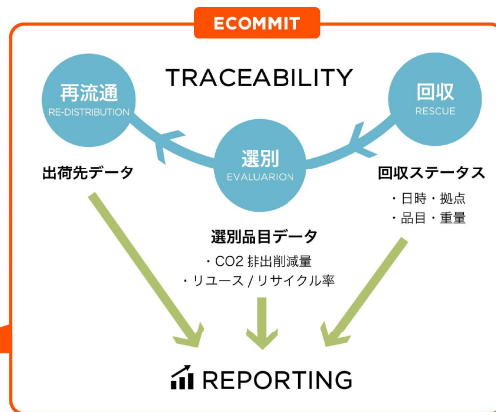 ECOMMIT
TRACEABILITY
再流通
RE-DISTRIBUTION
回収
RESCUE
選別
EVALUARION
出荷先データ
回収ステータス
・日時・拠点
・品目・重量
選別品目データ
・CO2 排出削減量
・リユース / リサイクル率
REPORTING